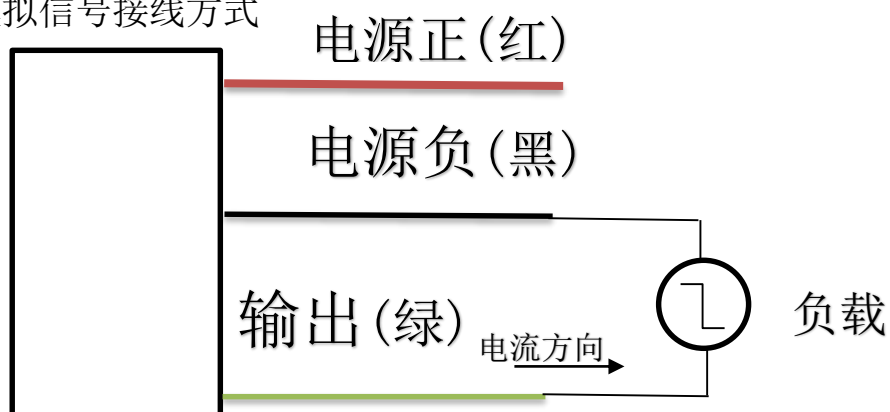 拟信号接线方式
电源正(红)
电源负(黑)
输出(绿)
电流方向
负载